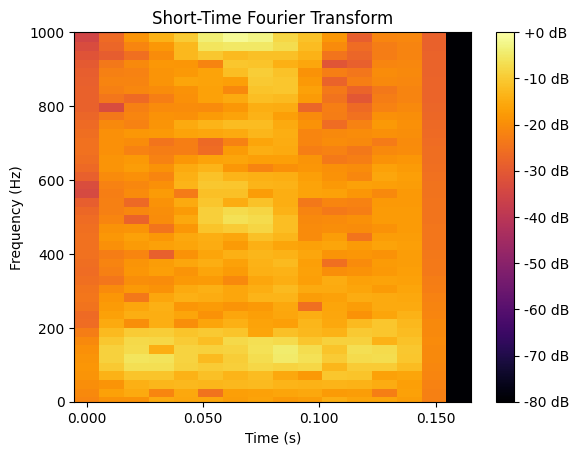 Short-Time Fourier Transform
1000
800
600
400
200
0
Frequency (Hz)
0.000
0.050
0.100
0.150
Time (s)
+0 dB
-10 dB
-20 dB
-30 dB
-40 dB
-50 dB
-60 dB
-70 dB
-80 dB